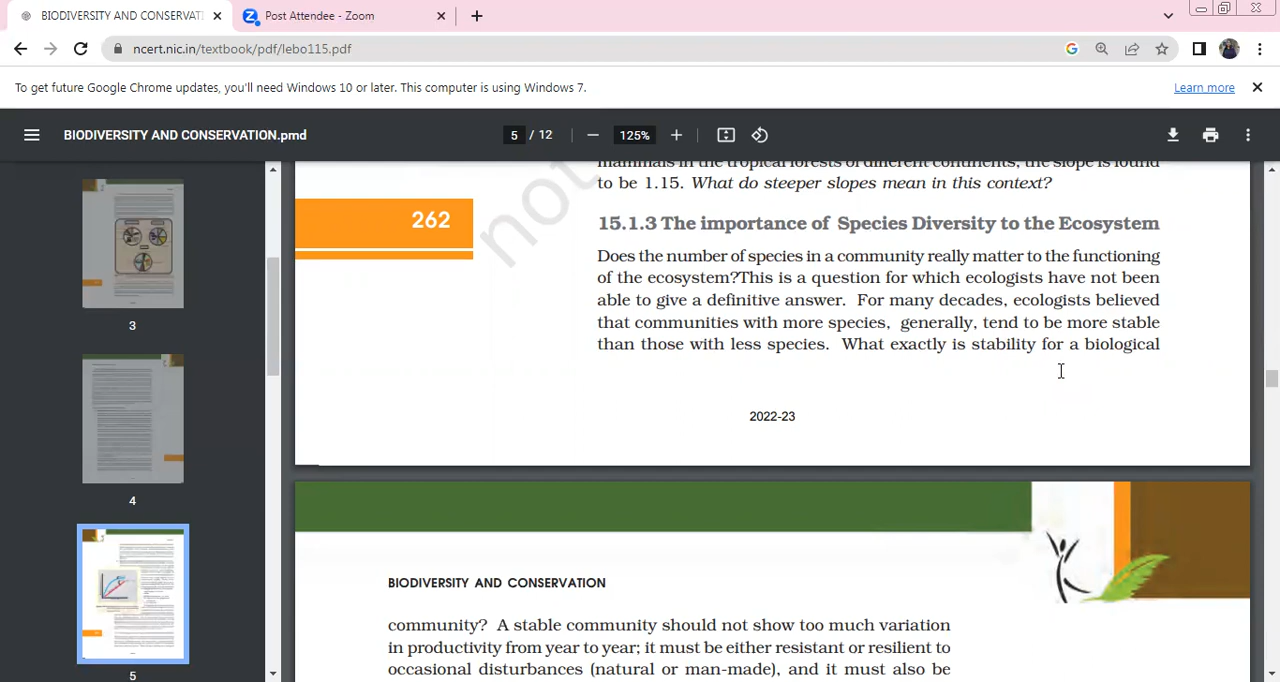 BIODIVERSITY AND CONSERVATI
Post Attendee - Zoom
ncert.nic.in/textbook/pdf/lebo115.pdf
To get future Google Chrome updates, you'll need Windows 10 or later. This computer is using Windows 7.
Learn more
BIODIVERSITY AND CONSERVATION.pmd
5 / 12
125%
mammals in the tropical forests of different continents, the slope is found
to be 1.15. What do steeper slopes mean in this context?
262
not
15.1.3 The importance of Species Diversity to the Ecosystem
Does the number of species in a community really matter to the functioning
of the ecosystem?This is a question for which ecologists have not been
able to give a definitive answer. For many decades, ecologists believed
that communities with more species, generally, tend to be more stable
than those with less species. What exactly is stability for a biological
2022-23
BIODIVERSITY AND CONSERVATION
community? A stable community should not show too much variation
in productivity from year to year; it must be either resistant or resilient to
occasional disturbances (natural or man-made), and it must also be
3
4
5